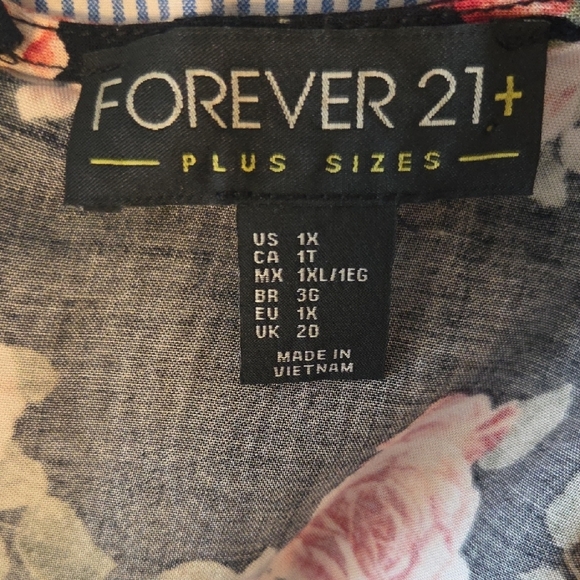 FOREVER 21+
PLUS SIZES
US 1X
CA 1T
MX 1XL/1EG
BR 3G
EU 1X
UK 20
MADE IN
VIETNAM